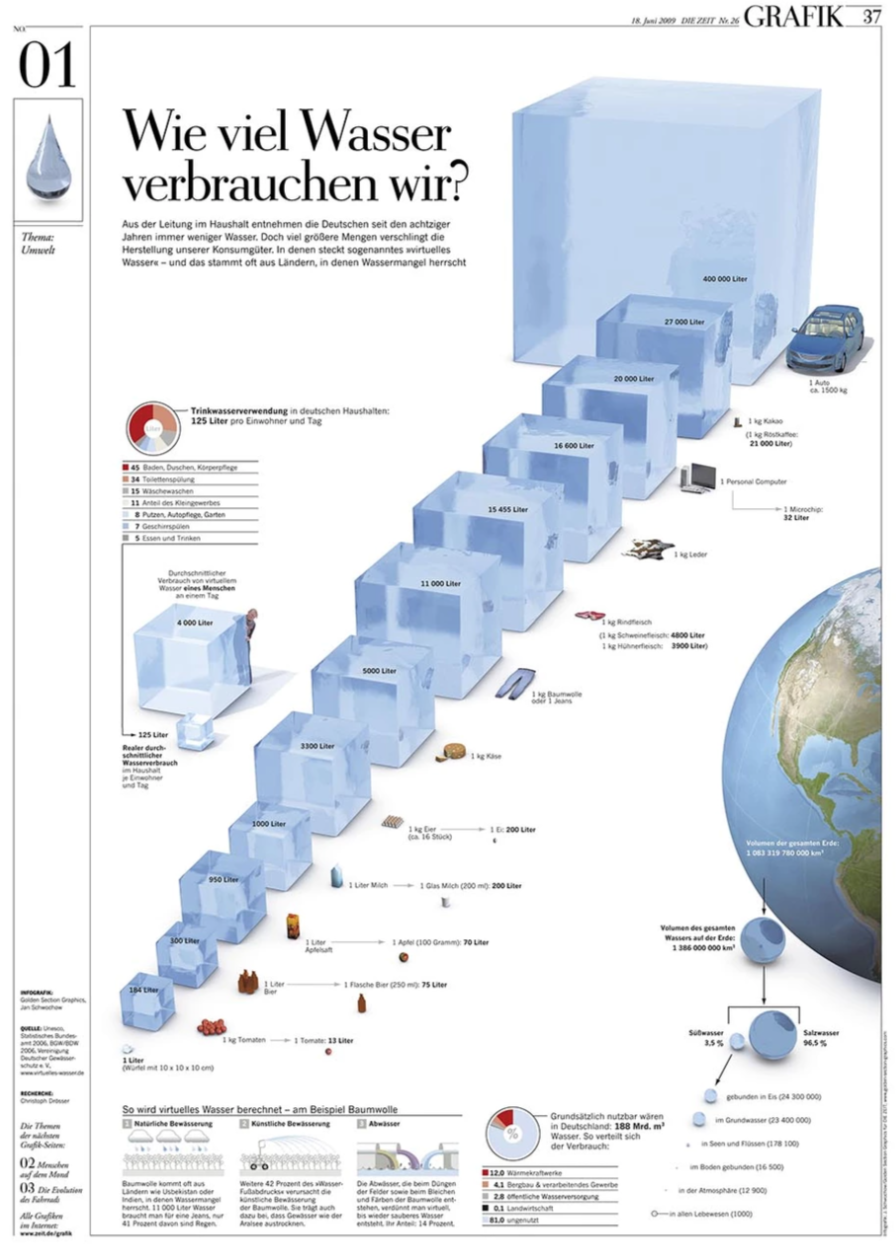 18. Juni 2009 DIE ZEIT Nr. 26 GRAFIK 37
NO.
01
Thema:
Umwelt
Wie viel Wasser
verbrauchen wir?
Aus der Leitung im Haushalt entnehmen die Deutschen seit den achtziger
Jahren immer weniger Wasser. Doch viel größere Mengen verschlingt die
Herstellung unserer Konsumgüter. In denen steckt sogenanntes »virtuelles
Wasser« – und das stammt oft aus Ländern, in denen Wassermangel herrscht
400 000 Liter
1 Auto
ca. 1500 kg
27 000 Liter
1 kg Kakao
(1 kg Röstkaffee:
21 000 Liter)
20 000 Liter
1 Personal Computer
1 Microchip:
32 Liter
16 600 Liter
1 kg Leder
15 455 Liter
1 kg Rindfleisch
(1 kg Schweinefleisch: 4800 Liter
1 kg Hühnerfleisch: 3900 Liter)
11 000 Liter
1 kg Baumwolle
oder 1 Jeans
5000 Liter
1 kg Käse
3300 Liter
1 kg Eier
(ca. 16 Stück)
1 Ei: 200 Liter
1000 Liter
1 Liter Milch
1 Glas Milch (200 ml): 200 Liter
950 Liter
1 Liter
Apfelsaft
1 Apfel (100 Gramm): 70 Liter
300 Liter
1 Liter
Bier
1 Flasche Bier (250 ml): 75 Liter
184 Liter
1 kg Tomaten
1 Tomate: 13 Liter
1 Liter
(Würfel mit 10 x 10 x 10 cm)
Trinkwasserverwendung in deutschen Haushalten:
125 Liter pro Einwohner und Tag
Liter
45 Baden, Duschen, Körperpflege
34 Toilettenspülung
15 Wäschewaschen
11 Anteil des Kleingewerbes
8 Putzen, Autopflege, Garten
7 Geschirrspülen
5 Essen und Trinken
Durchschnittlicher
Verbrauch von virtuellem
Wasser eines Menschen
an einem Tag
4 000 Liter
125 Liter
Realer durch-
schnittlicher
Wasserverbrauch
im Haushalt
je Einwohner
und Tag
Volumen der gesamten Erde:
1 083 319 780 000 km³
Volumen des gesamten
Wassers auf der Erde:
1 386 000 000 km³
Süßwasser
3,5 %
Salzwasser
96,5 %
gebunden in Eis (24 300 000)
im Grundwasser (23 400 000)
in Seen und Flüssen (178 100)
im Boden gebunden (16 500)
in der Atmosphäre (12 900)
in allen Lebewesen (1000)
INFOGRAFIK:
Golden Section Graphics,
Jan Schwochow
QUELLE: Unesco,
Statistisches Bundes-
amt 2006, BGW/BDW
2006, Vereinigung
Deutscher Gewässer-
schutz e. V.,
www.virtuelles-wasser.de
RECHERCHE:
Christoph Drösser
Die Themen
der nächsten
Grafik-Seiten:
02 Menschen
auf dem Mond
03 Die Evolution
des Fahrrads
Alle Grafiken
im Internet:
www.zeit.de/grafik
So wird virtuelles Wasser berechnet – am Beispiel Baumwolle
1 Natürliche Bewässerung
Baumwolle kommt oft aus
Ländern wie Usbekistan oder
Indien, in denen Wassermangel
herrscht. 11 000 Liter Wasser
braucht man für eine Jeans, nur
41 Prozent davon sind Regen.
2 Künstliche Bewässerung
Weitere 42 Prozent des »Wasser-
Fußabdrucks« verursacht die
künstliche Bewässerung
der Baumwolle. Sie trägt auch
dazu bei, dass Gewässer wie der
Aralsee austrocknen.
3 Abwässer
Die Abwässer, die beim Düngen
der Felder sowie beim Bleichen
und Färben der Baumwolle ent-
stehen, verdünnt man virtuell,
bis wieder sauberes Wasser
entsteht. Ihr Anteil: 14 Prozent.
%
Grundsätzlich nutzbar wären
in Deutschland: 188 Mrd. m³
Wasser. So verteilt sich
der Verbrauch:
12,0 Wärmekraftwerke
4,1 Bergbau & verarbeitendes Gewerbe
2,8 öffentliche Wasserversorgung
0,1 Landwirtschaft
81,0 ungenutzt